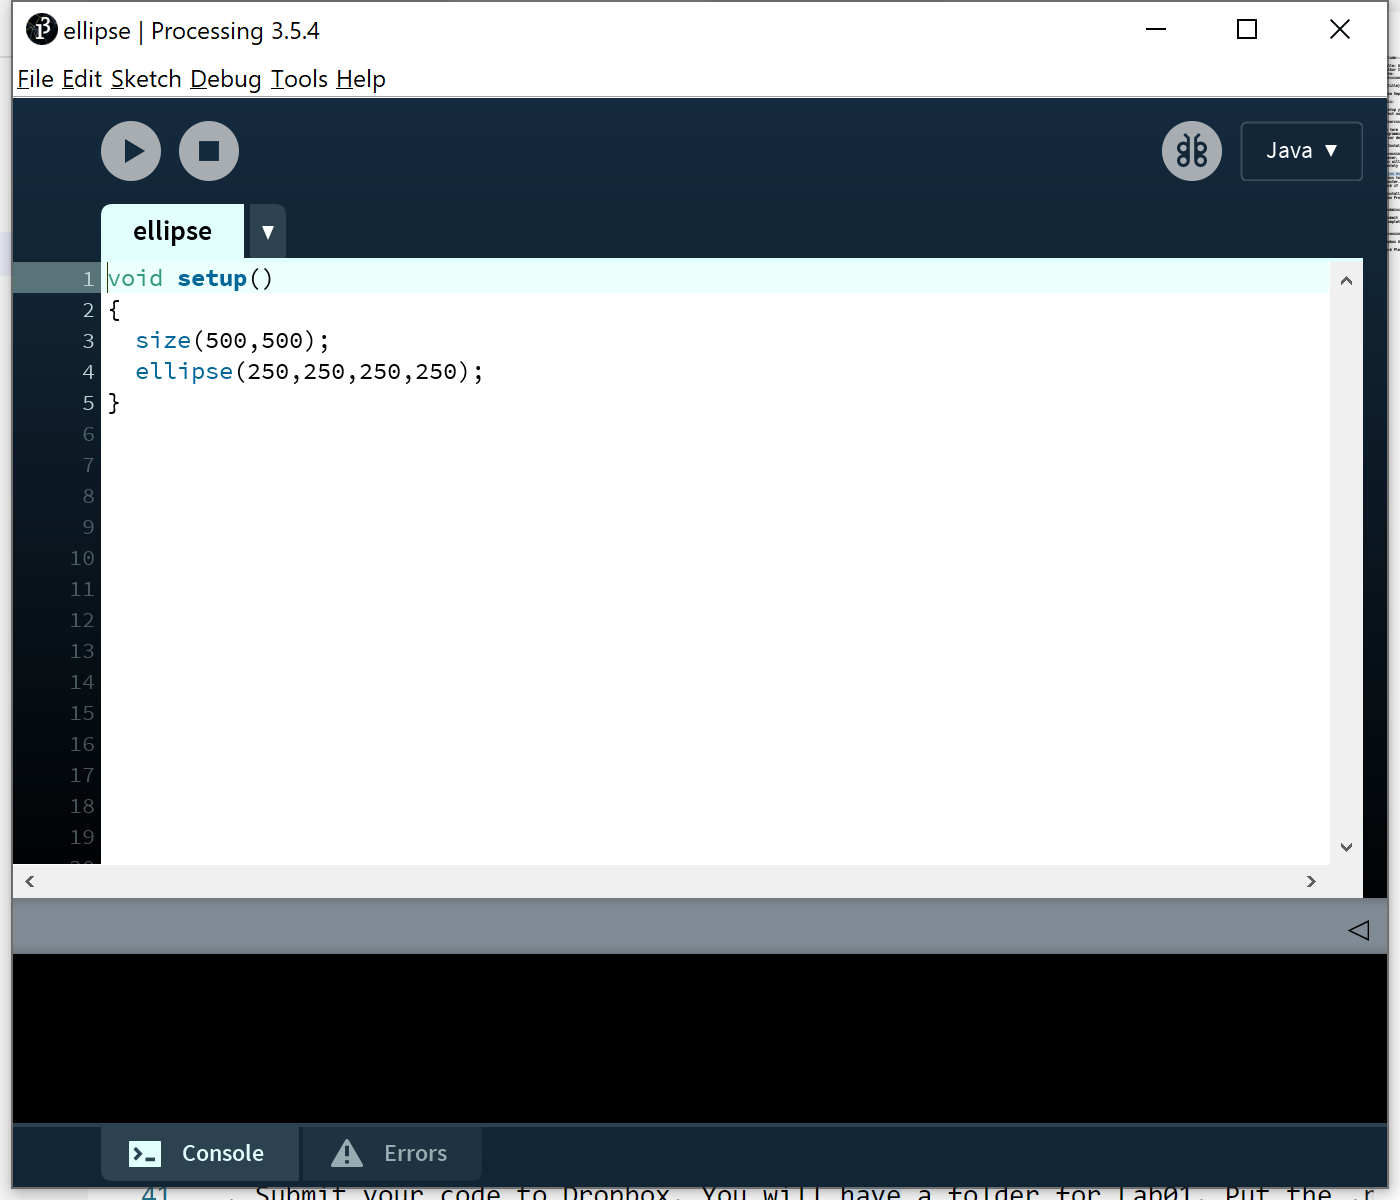 ellipse | Processing 3.5.4
File Edit Sketch Debug Tools Help
Java ▼
ellipse ▼
1 void setup()
2 {
3 size(500,500);
4 ellipse(250,250,250,250);
5 }
6
7
8
9
10
11
12
13
14
15
16
17
18
19
20
Console Errors
41 . Submit your code to Dropbox. You will have a folder for Lab01. Put the .r